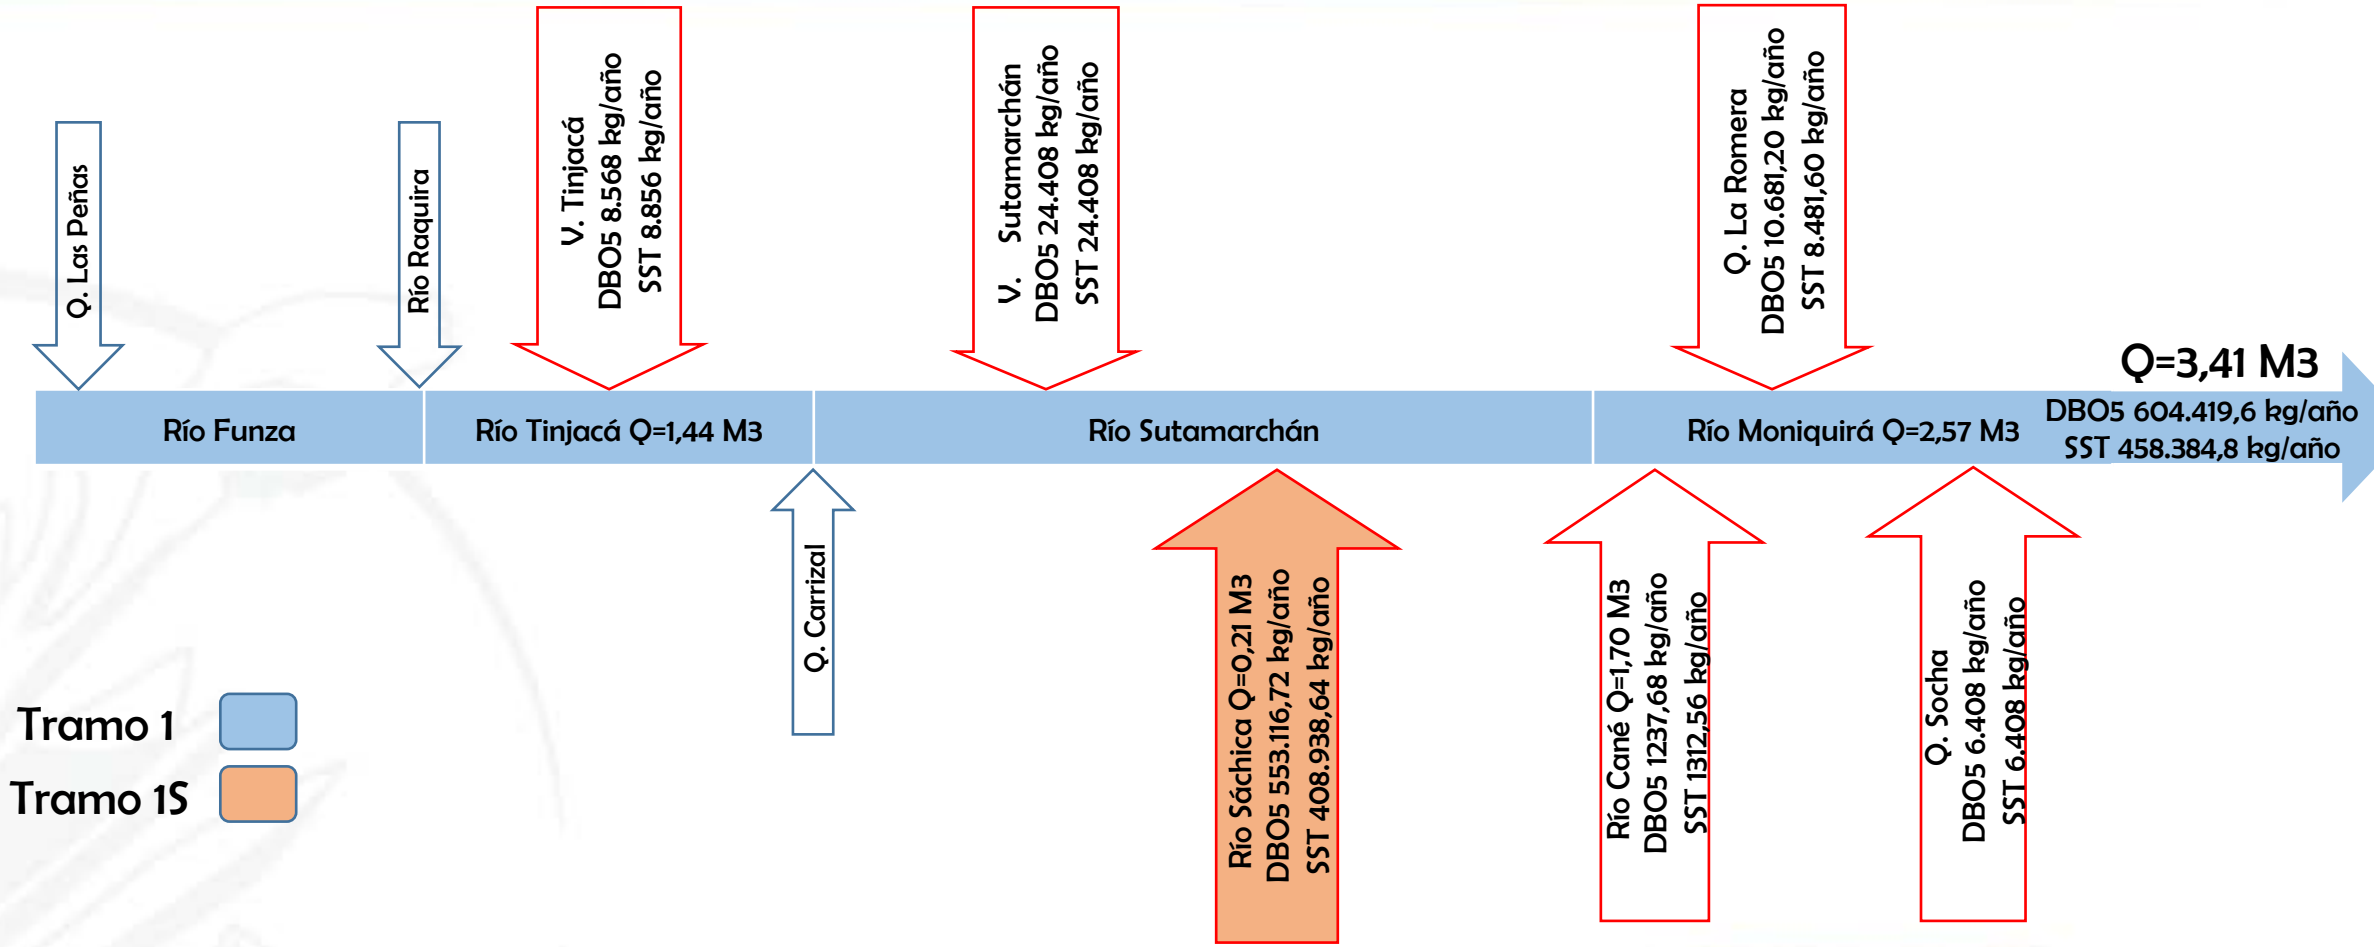 Q. Las Peñas
Río Raquira
V. Tinjacá
DBO5 8.568 kg/año
SST 8.856 kg/año
V. Sutamarchán
DBO5 24.408 kg/año
SST 24.408 kg/año
Q. La Romera
DBO5 10.681,20 kg/año
SST 8.481,60 kg/año
Q=3,41 M3
Río Funza
Río Tinjacá Q=1,44 M3
Río Sutamarchán
Río Moniquirá Q=2,57 M3
DBO5 604.419,6 kg/año
SST 458.384,8 kg/año
Q. Carrizal
Río Sáchica Q=0,21 M3
DBO5 553.116,72 kg/año
SST 408.938,64 kg/año
Río Cané Q=1,70 M3
DBO5 1237,68 kg/año
SST 1312,56 kg/año
Q. Socha
DBO5 6.408 kg/año
SST 6.408 kg/año
Tramo 1
Tramo 1S